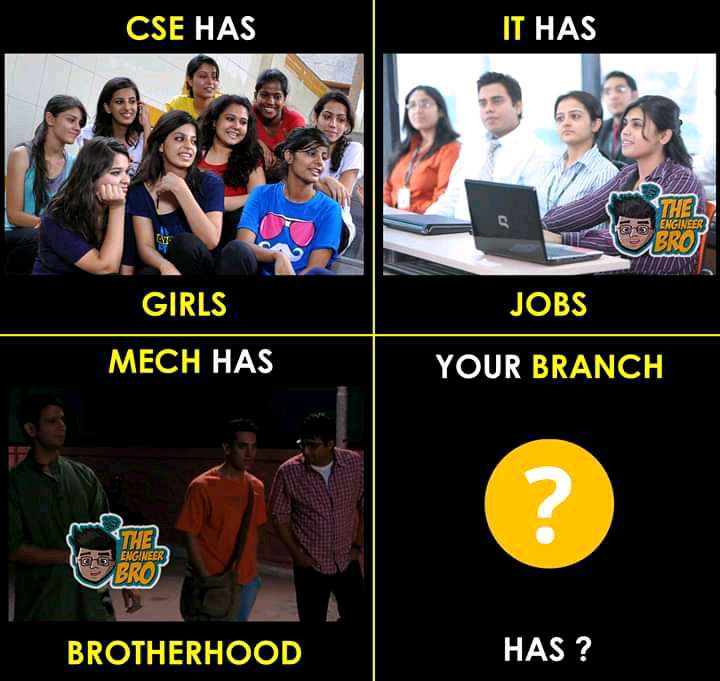 CSE HAS
GIRLS
IT HAS
THE
ENGINEER
BRO
JOBS
MECH HAS
THE
ENGINEER
BRO
BROTHERHOOD
YOUR BRANCH
?
HAS ?